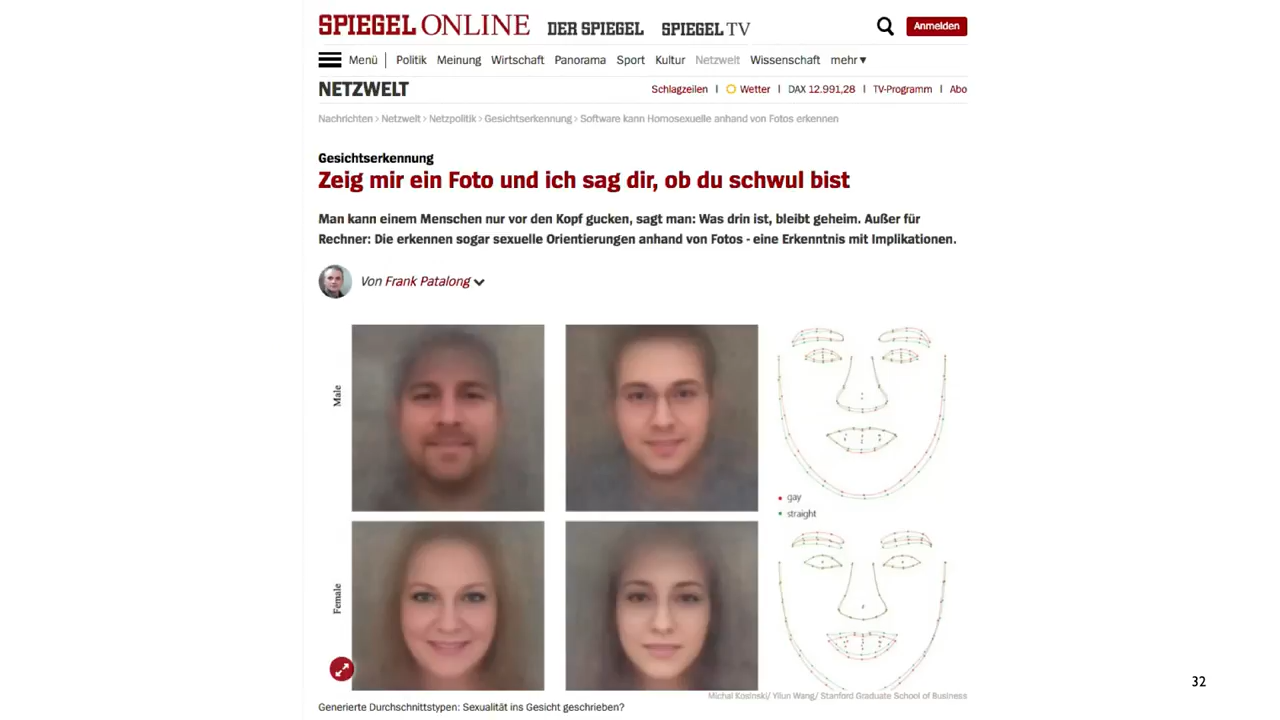 SPIEGEL ONLINE DER SPIEGEL SPIEGEL TV Anmelden
Menü Politik Meinung Wirtschaft Panorama Sport Kultur Netzwelt Wissenschaft mehr▾
NETZWELT
Schlagzeilen | Wetter | DAX 12.991,28 | TV-Programm | Abo
Nachrichten > Netzwelt > Netzpolitik > Gesichtserkennung > Software kann Homosexuelle anhand von Fotos erkennen
Gesichtserkennung
Zeig mir ein Foto und ich sag dir, ob du schwul bist
Man kann einem Menschen nur vor den Kopf gucken, sagt man: Was drin ist, bleibt geheim. Außer für
Rechner: Die erkennen sogar sexuelle Orientierungen anhand von Fotos - eine Erkenntnis mit Implikationen.
Von Frank Patalong
Male
gay
straight
Female
Michal Kosinski/ Yilun Wang/ Stanford Graduate School of Business
Generierte Durchschnittstypen: Sexualität ins Gesicht geschrieben?
32